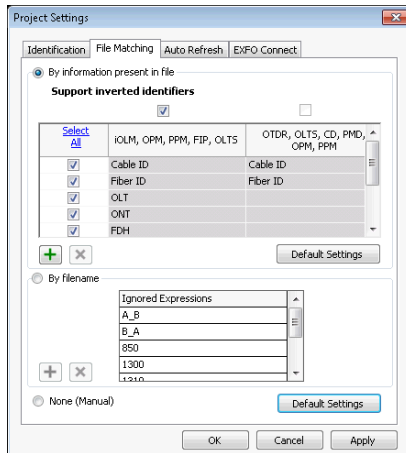 Project Settings
Identification File Matching Auto Refresh EXFO Connect
By information present in file
Support inverted identifiers
Select All iOLM, OPM, PPM, FIP, OLTS OTDR, OLTS, CD, PMD, OPM, PPM
Cable ID Cable ID
Fiber ID Fiber ID
OLT
ONT
FDH
Default Settings
By filename
Ignored Expressions
A_B
B_A
850
1300
1310
None (Manual) Default Settings
OK Cancel Apply